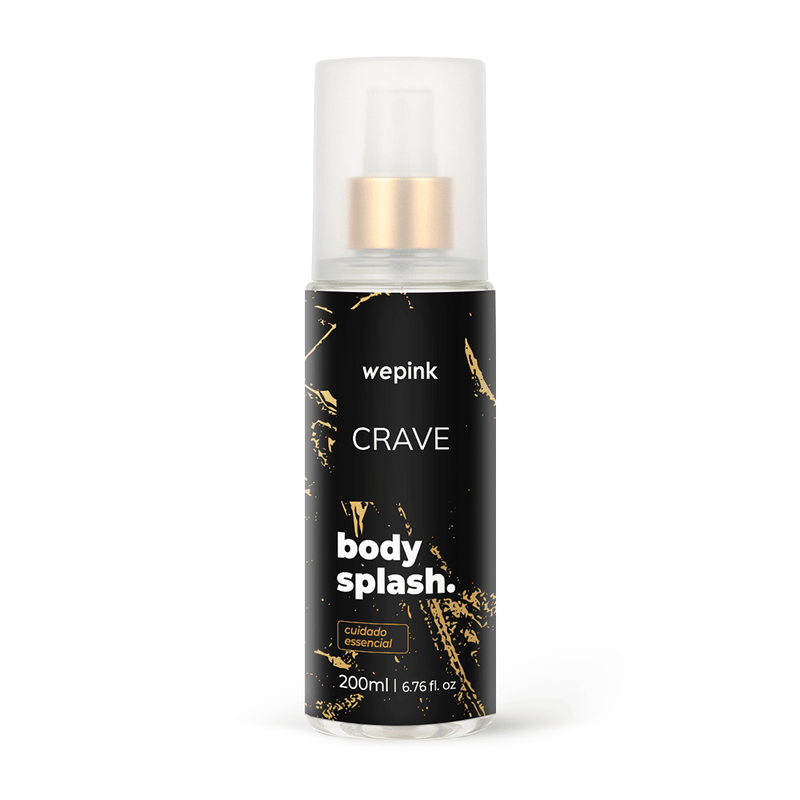 wepink
CRAVE
body
splash.
cuidado
essencial
200ml | 6.76 fl. oz